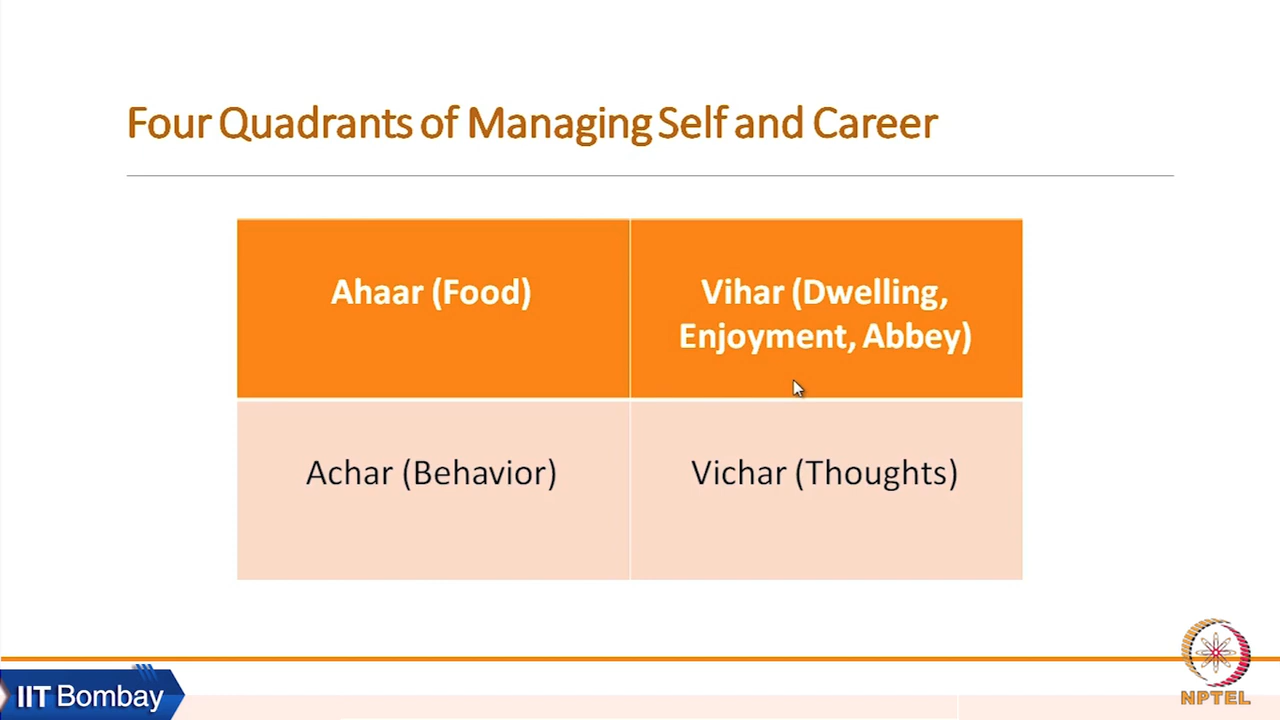 Four Quadrants of Managing Self and Career
Ahaar (Food)
Vihar (Dwelling,
Enjoyment, Abbey)
Achar (Behavior)
Vichar (Thoughts)
IIT Bombay
NPTEL